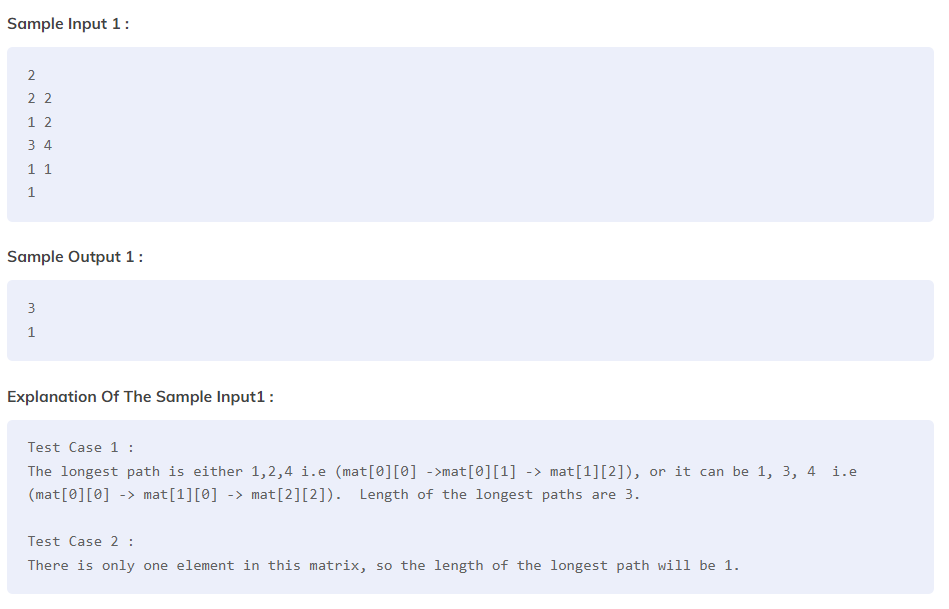 Sample Input 1 :
2
2 2
1 2
3 4
1 1
1
Sample Output 1 :
3
1
Explanation Of The Sample Input1 :
Test Case 1 :
The longest path is either 1,2,4 i.e (mat[0][0] ->mat[0][1] -> mat[1][2]), or it can be 1, 3, 4  i.e
(mat[0][0] -> mat[1][0] -> mat[2][2]).  Length of the longest paths are 3.
Test Case 2 :
There is only one element in this matrix, so the length of the longest path will be 1.